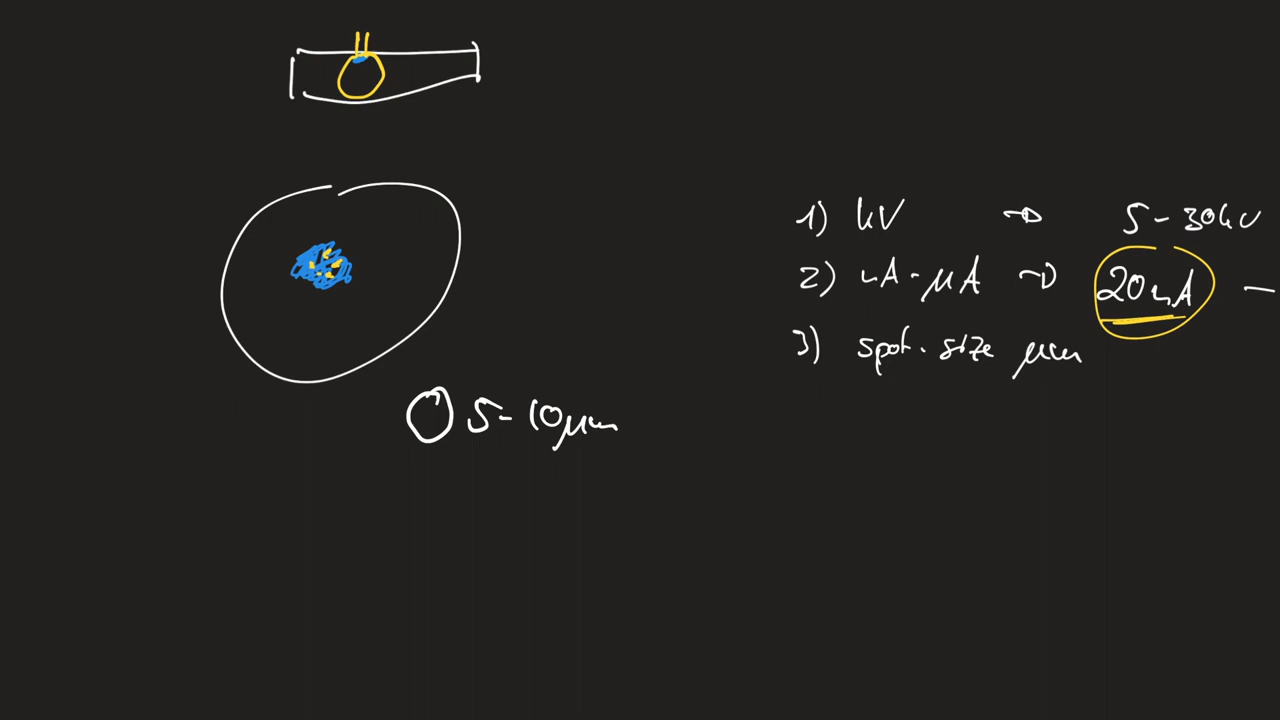 1) kV → 5-30kV
2) nA-μA → 20nA -
3) spot-size μm
5-10μm